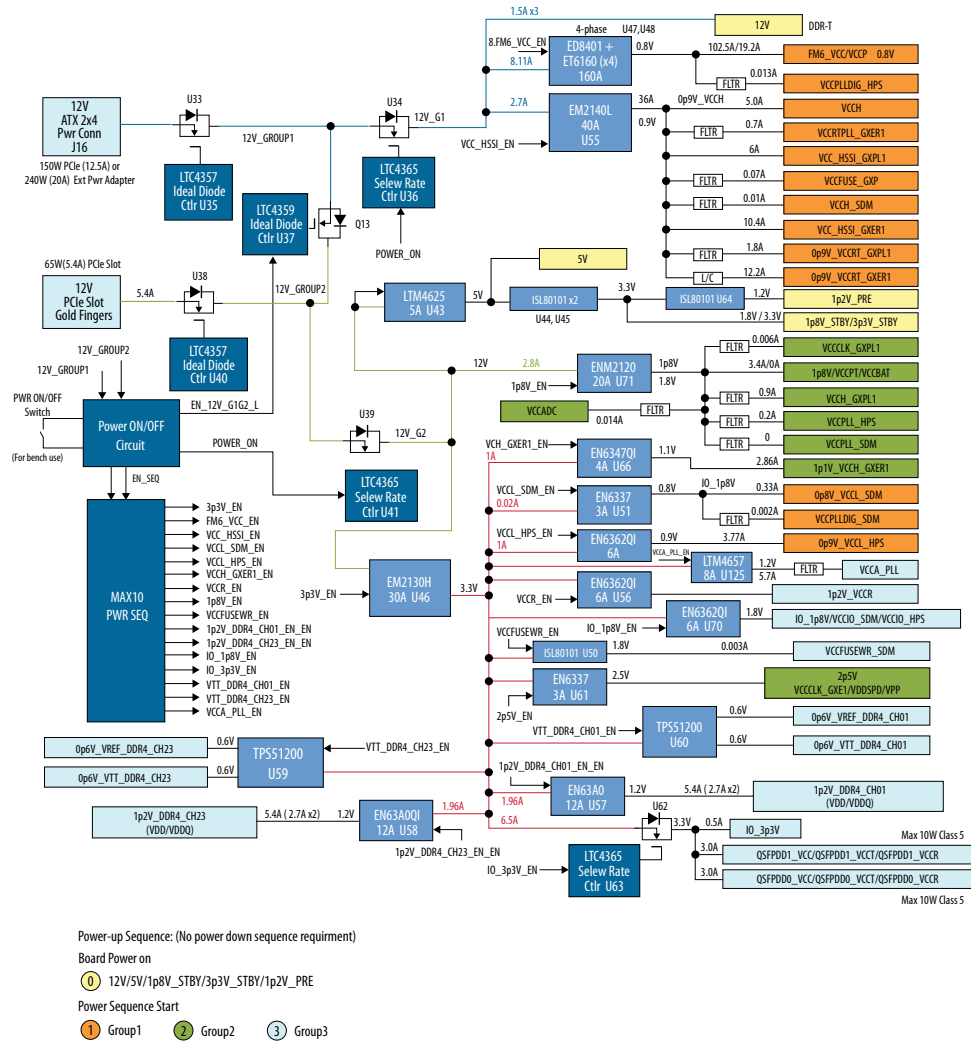 1.5A x3
12V
DDR-T
4-phase
U47,U48
8.FM6_VCC_EN
ED8401 +
ET6160 (x4)
160A
0.8V
102.5A/19.2A
FM6_VCC/VCCP 0.8V
8.11A
FLTR
0.013A
VCCPLLDIG_HPS
12V
ATX 2x4
Pwr Conn
J16
150W PCIe (12.5A) or
240W (20A) Ext Pwr Adapter
U33
12V_GROUP1
LTC4357
Ideal Diode
Ctlr U35
U34
12V_G1
LTC4365
Selew Rate
Ctlr U36
POWER_ON
LTC4359
Ideal Diode
Ctlr U37
Q13
2.7A
EM2140L
40A
U55
VCC_HSSI_EN
36A
0.9V
0p9V_VCCH
5.0A
VCCH
FLTR
0.7A
VCCRTPLL_GXER1
6A
VCC_HSSI_GXPL1
FLTR
0.07A
VCCFUSE_GXP
FLTR
0.01A
VCCH_SDM
10.4A
VCC_HSSI_GXER1
FLTR
1.8A
0p9V_VCCRT_GXPL1
L/C
12.2A
0p9V_VCCRT_GXER1
65W(5.4A) PCIe Slot
12V
PCIe Slot
Gold Fingers
5.4A
U38
12V_GROUP2
LTC4357
Ideal Diode
Ctlr U40
5V
LTM4625
5A U43
5V
ISL80101 x2
U44, U45
3.3V
ISL80101 U64
1.2V
1p2V_PRE
1.8V / 3.3V
1p8V_STBY/3p3V_STBY
12V
2.8A
1p8V_EN
ENM2120
20A U71
1p8V
1.8V
FLTR
0.006A
VCCCLK_GXPL1
3.4A/0A
1p8V/VCCPT/VCCBAT
VCCADC
0.014A
FLTR
FLTR
0.9A
VCCH_GXPL1
FLTR
0.2A
VCCPLL_HPS
FLTR
0
VCCPLL_SDM
12V_GROUP2
12V_GROUP1
PWR ON/OFF
Switch
(For bench use)
Power ON/OFF
Circuit
EN_12V_G1G2_L
POWER_ON
EN_SEQ
U39
12V_G2
LTC4365
Selew Rate
Ctlr U41
VCH_GXER1_EN
1A
EN6347QI
4A U66
1.1V
2.86A
1p1V_VCCH_GXER1
VCCL_SDM_EN
0.02A
EN6337
3A U51
0.8V
IO_1p8V
0.33A
0p8V_VCCL_SDM
FLTR
0.002A
VCCPLLDIG_SDM
VCCL_HPS_EN
1A
EN6362QI
6A
0.9V
3.77A
0p9V_VCCL_HPS
VCCA_PLL_EN
LTM4657
8A U125
1.2V
5.7A
FLTR
VCCA_PLL
VCCR_EN
EN6362QI
6A U56
1p2V_VCCR
IO_1p8V_EN
EN6362QI
6A U70
1.8V
IO_1p8V/VCCIO_SDM/VCCIO_HPS
VCCFUSEWR_EN
ISL80101 U50
1.8V
0.003A
VCCFUSEWR_SDM
2p5V_EN
EN6337
3A U61
2.5V
2p5V
VCCCLK_GXE1/VDDSPD/VPP
MAX10
PWR SEQ
3p3V_EN
FM6_VCC_EN
VCC_HSSI_EN
VCCL_SDM_EN
VCCL_HPS_EN
VCCH_GXER1_EN
VCCR_EN
1p8V_EN
VCCFUSEWR_EN
1p2V_DDR4_CH01_EN_EN
1p2V_DDR4_CH23_EN_EN
IO_1p8V_EN
IO_3p3V_EN
VTT_DDR4_CH01_EN
VTT_DDR4_CH23_EN
VCCA_PLL_EN
3p3V_EN
EM2130H
30A U46
3.3V
VTT_DDR4_CH01_EN
TPS51200
U60
0.6V
0p6V_VREF_DDR4_CH01
0.6V
0p6V_VTT_DDR4_CH01
0p6V_VREF_DDR4_CH23
0.6V
0p6V_VTT_DDR4_CH23
0.6V
TPS51200
U59
VTT_DDR4_CH23_EN
1p2V_DDR4_CH01_EN_EN
1.96A
EN63A0
12A U57
1.2V
5.4A (2.7A x2)
1p2V_DDR4_CH01
(VDD/VDDQ)
1p2V_DDR4_CH23
(VDD/VDDQ)
5.4A (2.7A x2)
1.2V
EN63A0QI
12A U58
1.96A
1p2V_DDR4_CH23_EN_EN
6.5A
U62
3.3V
0.5A
IO_3p3V
IO_3p3V_EN
LTC4365
Selew Rate
Ctlr U63
Max 10W Class 5
3.0A
QSFPDD1_VCC/QSFPDD1_VCCT/QSFPDD1_VCCR
3.0A
QSFPDD0_VCC/QSFPDD0_VCCT/QSFPDD0_VCCR
Max 10W Class 5
Power-up Sequence: (No power down sequence requirment)
Board Power on
0 12V/5V/1p8V_STBY/3p3V_STBY/1p2V_PRE
Power Sequence Start
1 Group1 2 Group2 3 Group3